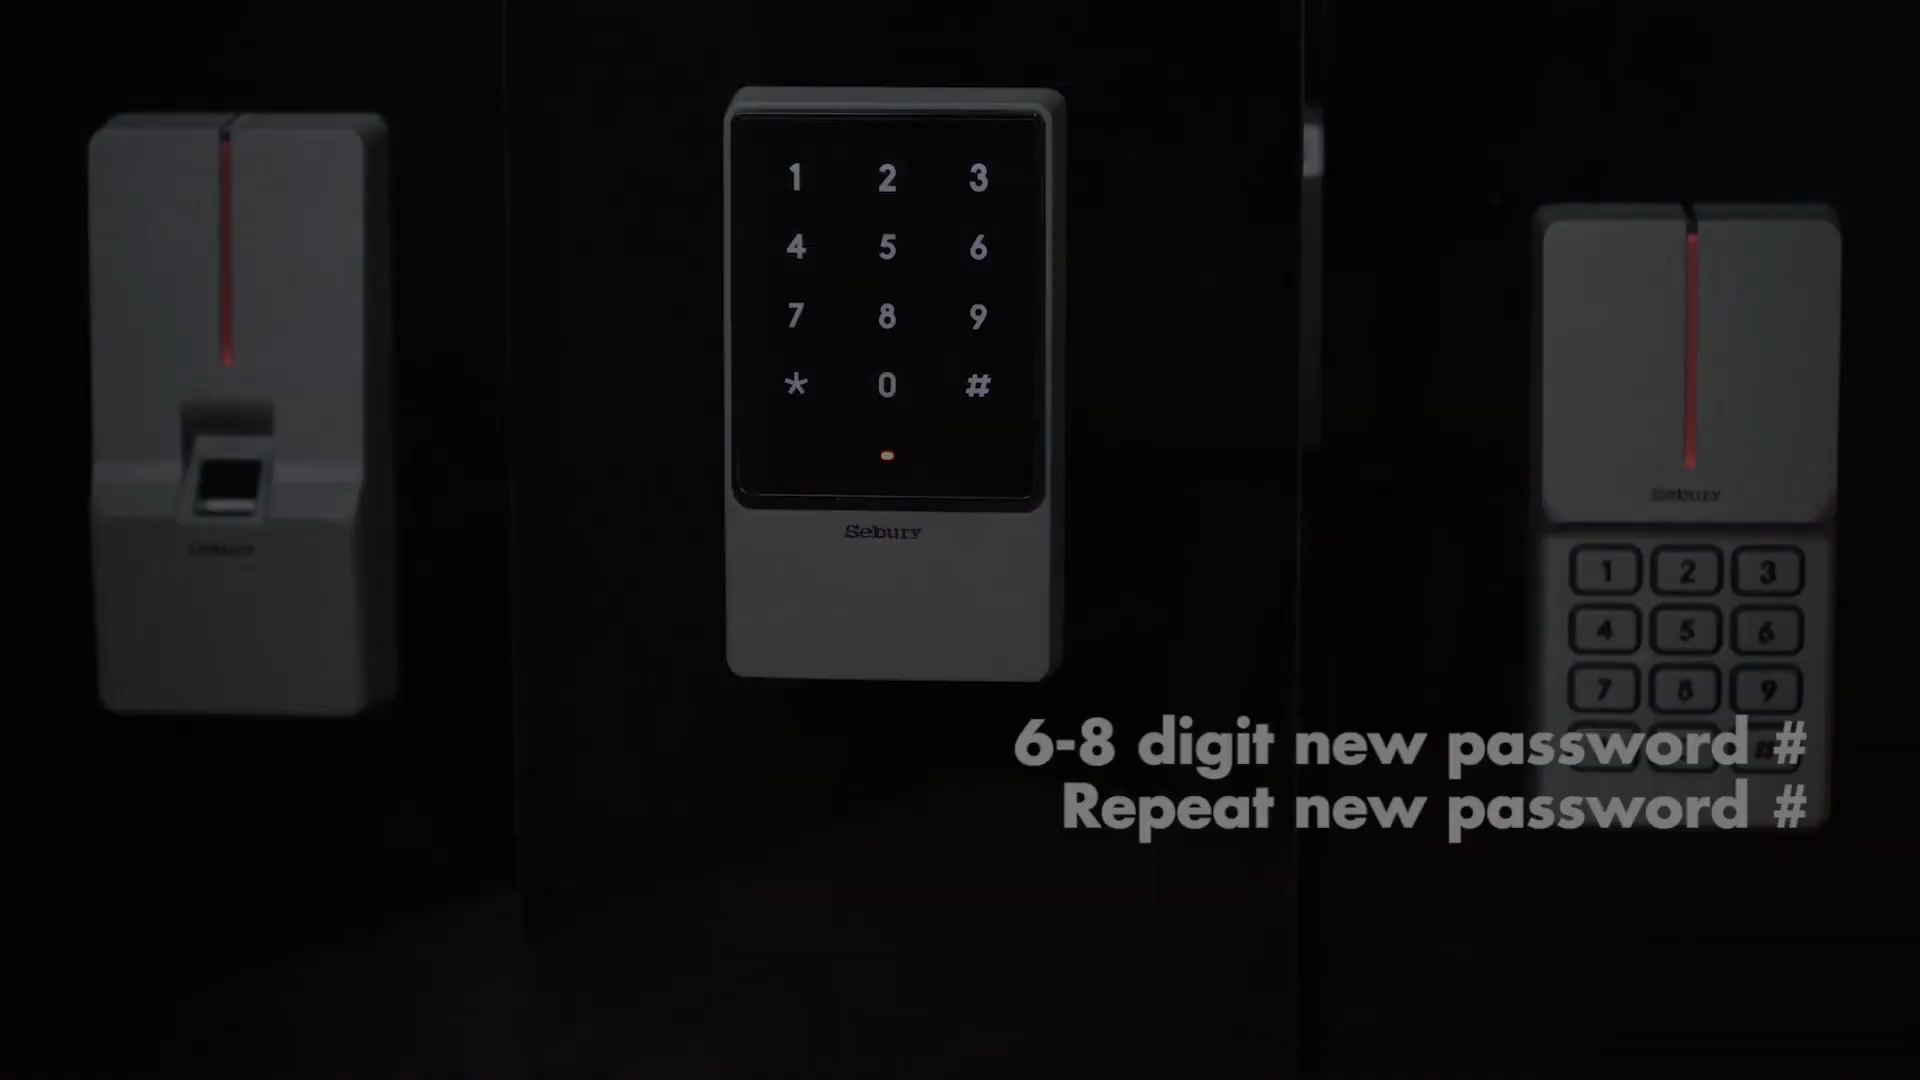 1 2 3
4 5 6
7 8 9
* 0 #
Sebury
Sebury
1 2 3
4 5 6
7 8 9
#
6-8 digit new password #
Repeat new password #